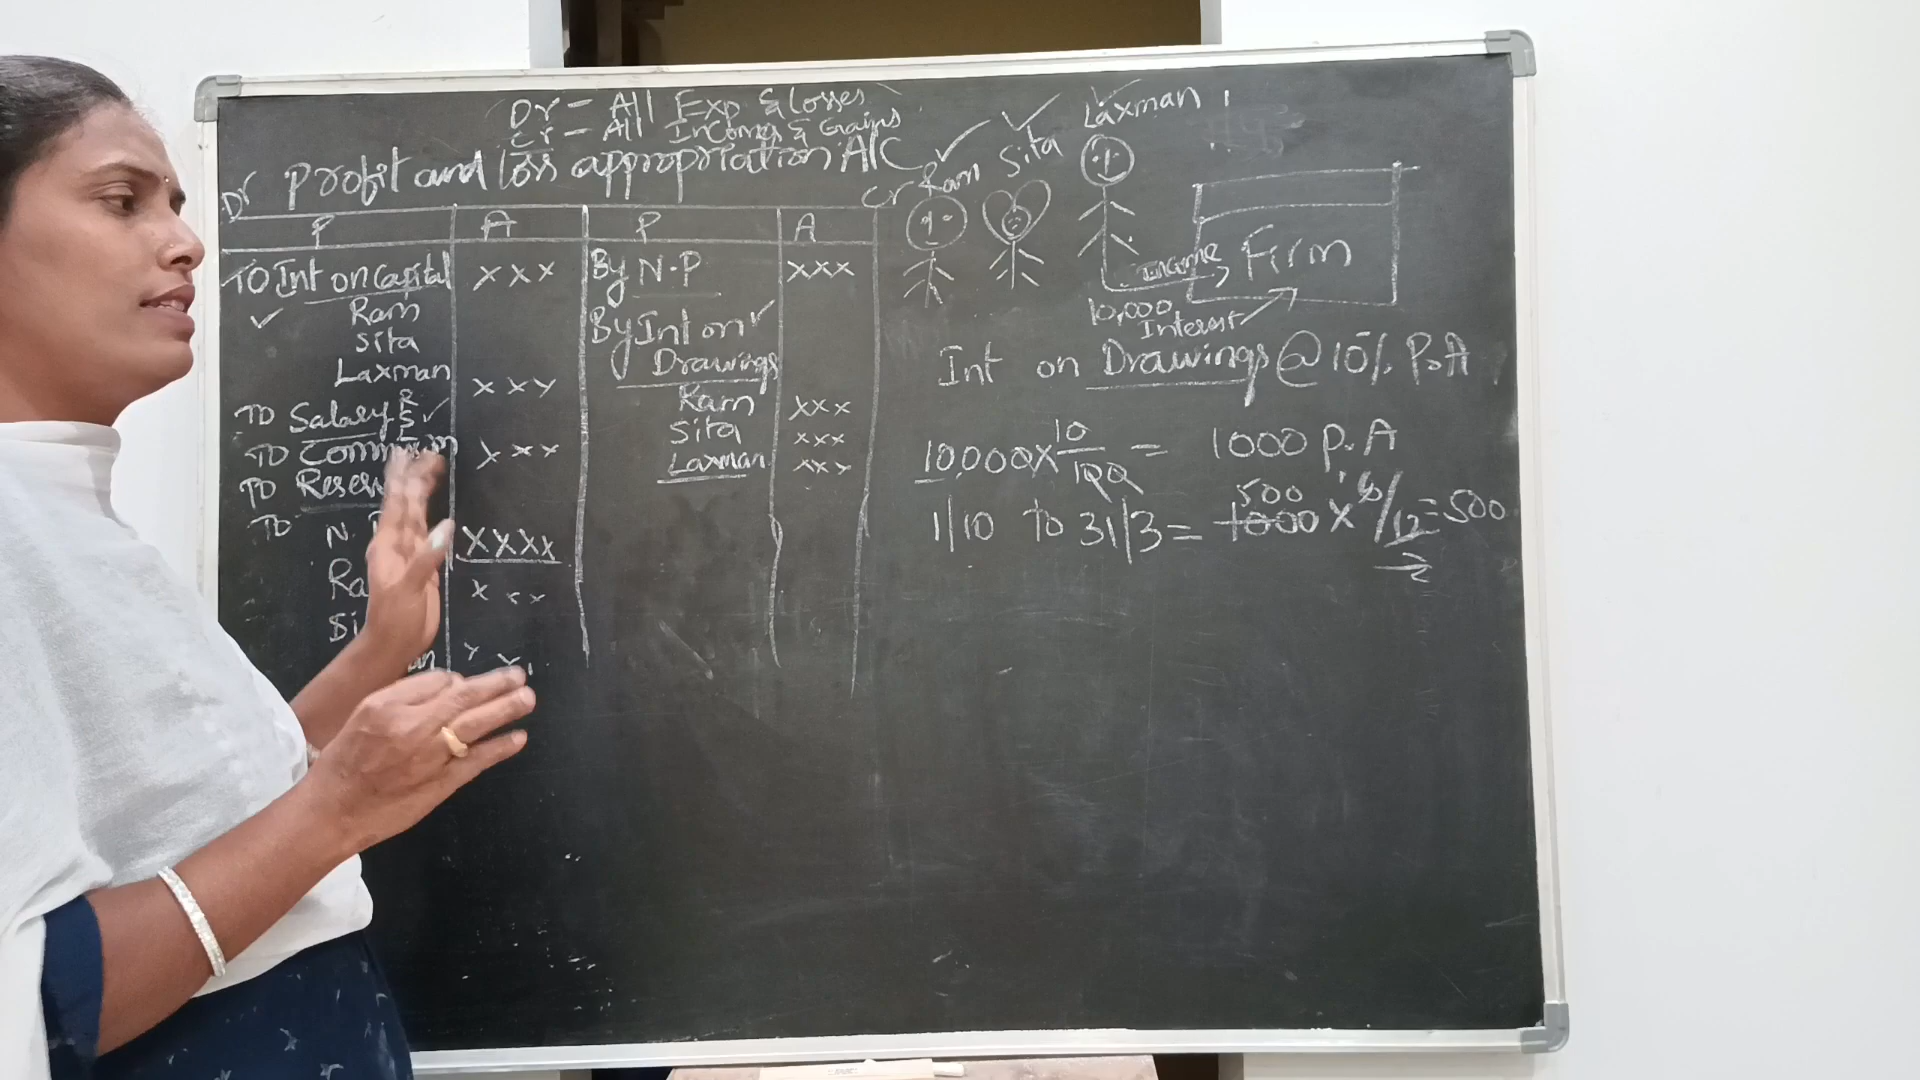 Dr - All Exp & Losses
Cr - All Incomes & Gains
Dr Profit and loss appropriation A/C Cr
P A P A
TO Int on Capital xxx By N.P xxx
Ram By Int on
Sita Drawings
Laxman xxx Ram xxx
TO Salary R S Sita xxx
TO xxx Laxman xxx
TO
TO N. xxxx
xxx
Ram Sita Laxman
Income Firm
10,000
Interest
Int on Drawings @ 10% P.A
10,000 x 10/100 = 1000 P.A
500
1/10 to 31/3 = 1000 x 6/12 = 500
2